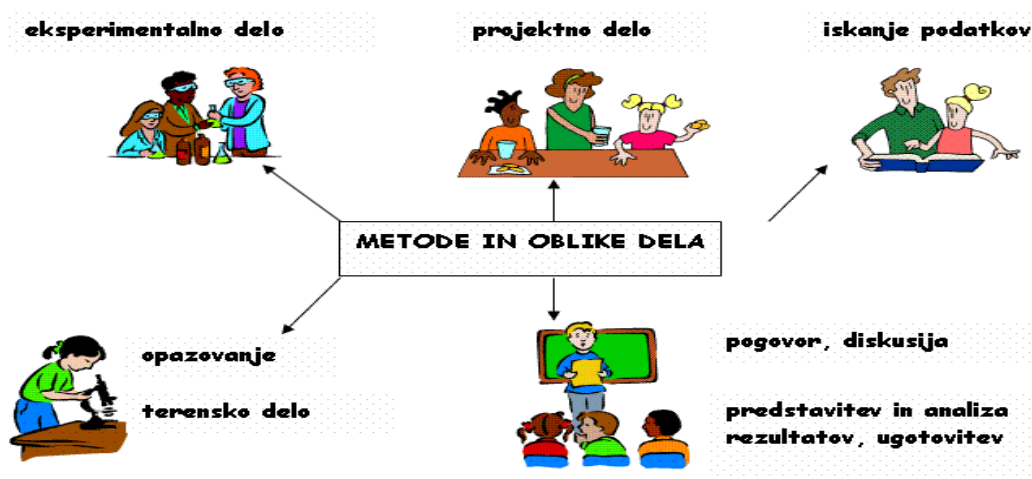 eksperimentalno delo
projektno delo
iskanje podatkov
METODE IN OBLIKE DELA
opazovanje
terensko delo
pogovor, diskusija
predstavitev in analiza
rezultatov, ugotovitev